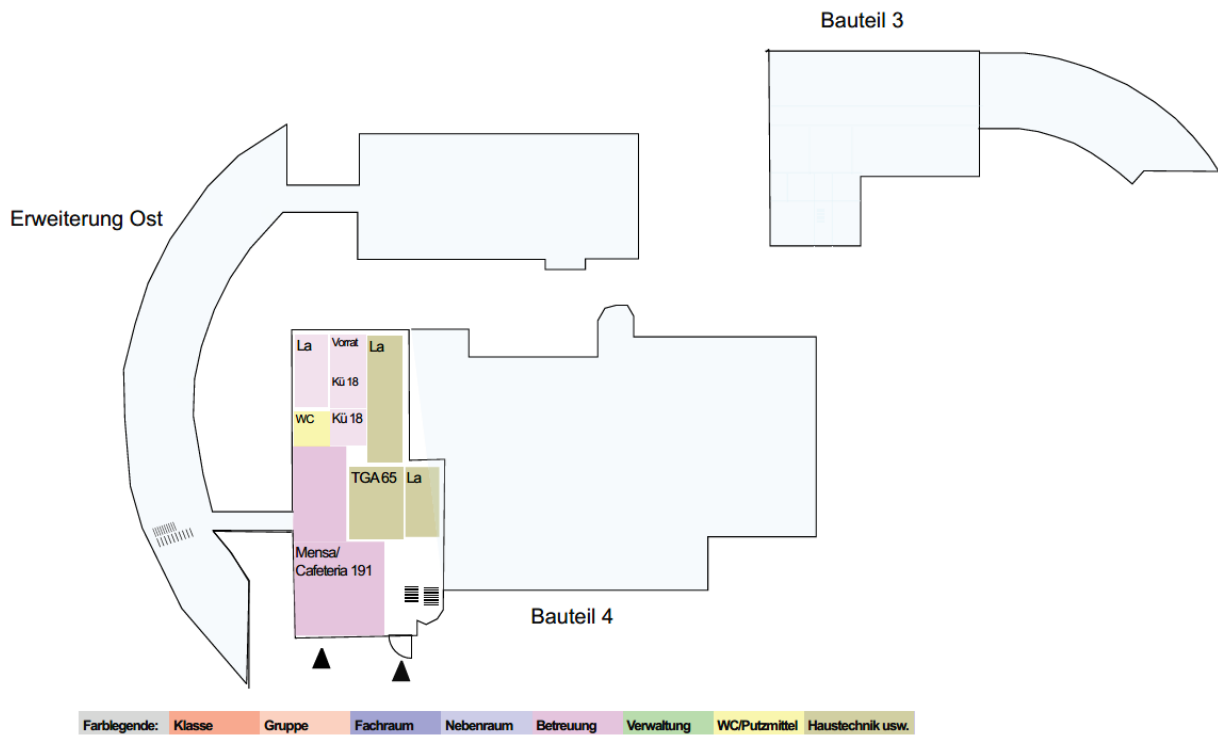 Bauteil 3
Erweiterung Ost
La
Vorrat
La
Kü 18
WC
Kü 18
TGA 65
La
Mensa/
Cafeteria 191
Bauteil 4
Farblegende: Klasse Gruppe Fachraum Nebenraum Betreuung Verwaltung WC/Putzmittel Haustechnik usw.